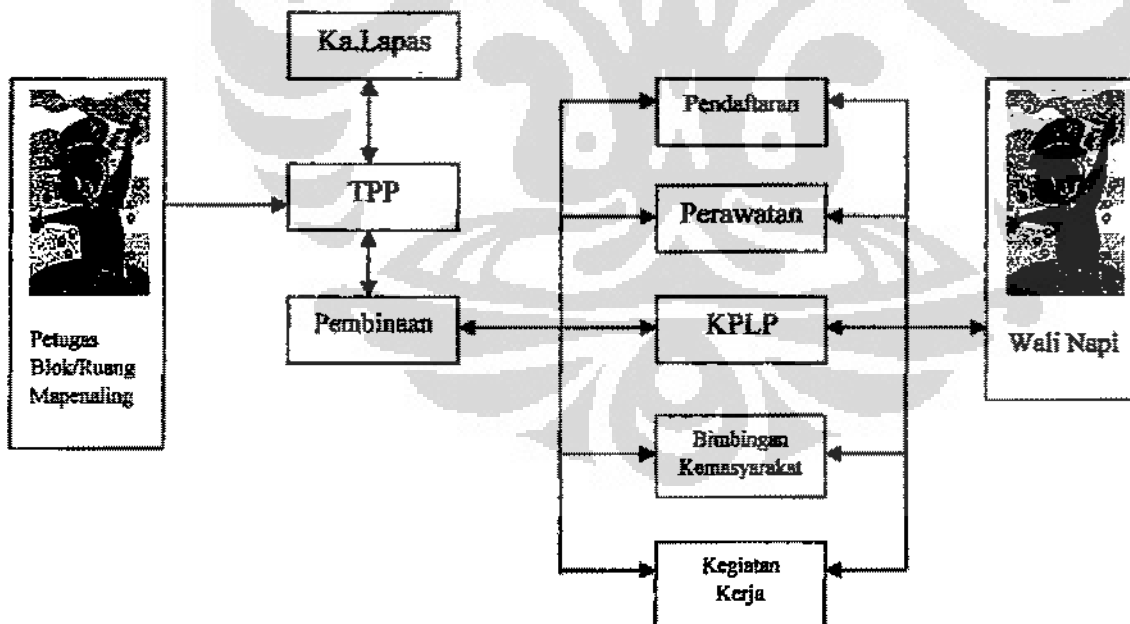 Ka.Lapas
Pendaftaran
TPP
Perawatan
Pembinaan
KPLP
Wali Napi
Petugas
Blok/Ruang
Mapenaling
Bimbingan
Kemasyarakat
Kegiatan
Kerja